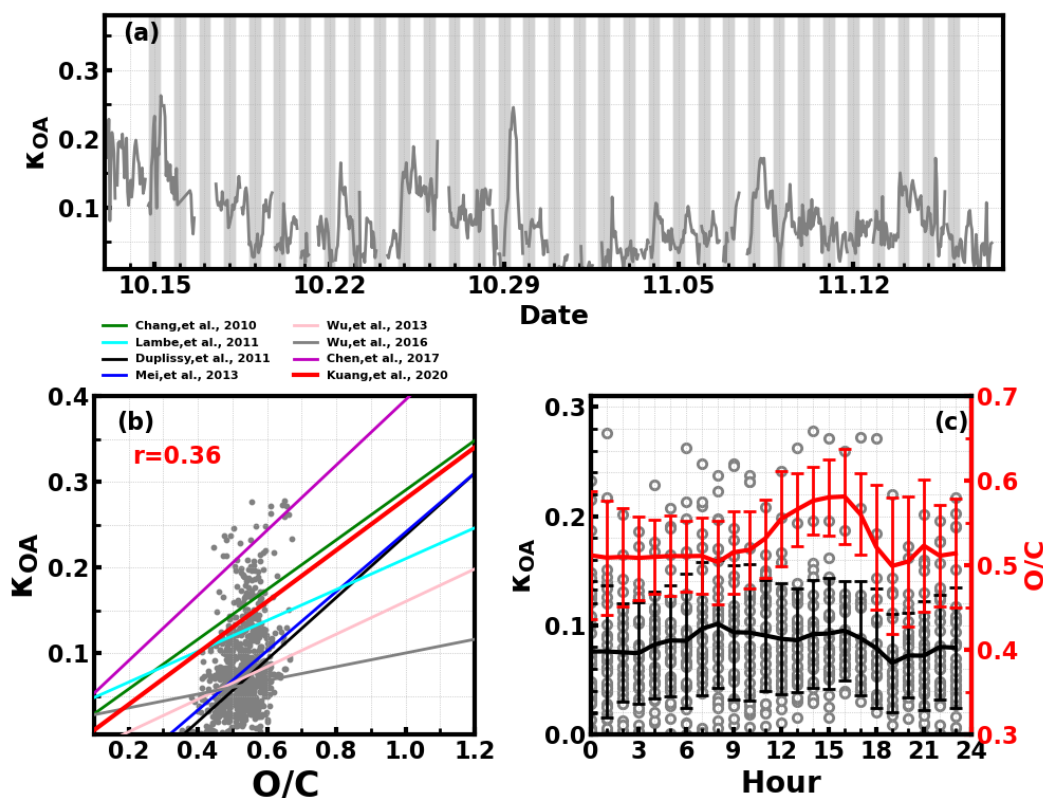 (a)
0.3
0.2
0.1
κOA
10.15 10.22 10.29 11.05 11.12
Date
Chang,et al., 2010
Lambe,et al., 2011
Duplissy,et al., 2011
Mei,et al., 2013
Wu,et al., 2013
Wu,et al., 2016
Chen,et al., 2017
Kuang,et al., 2020
(b)
r=0.36
0.4
0.3
0.2
0.1
κOA
0.2 0.4 0.6 0.8 1.0 1.2
O/C
(c)
0.3
0.2
0.1
0.0
κOA
0.7
0.6
0.5
0.4
0.3
O/C
0 3 6 9 12 15 18 21 24
Hour